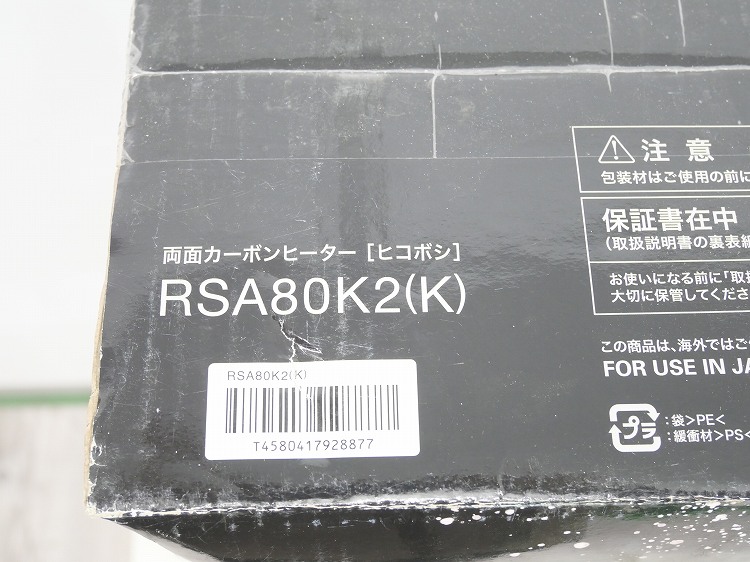 両面カーボンヒーター［ヒコボシ］
RSA80K2(K)
RSA80K2(K)
T4580417928877
注 意
包装材はご使用の前に
保証書在中
(取扱説明書の裏表紙
お使いになる前に「取扱
大切に保管してくださ
この商品は、海外ではご
FOR USE IN JA
プラ
:袋>PE<
:緩衝材>PS<